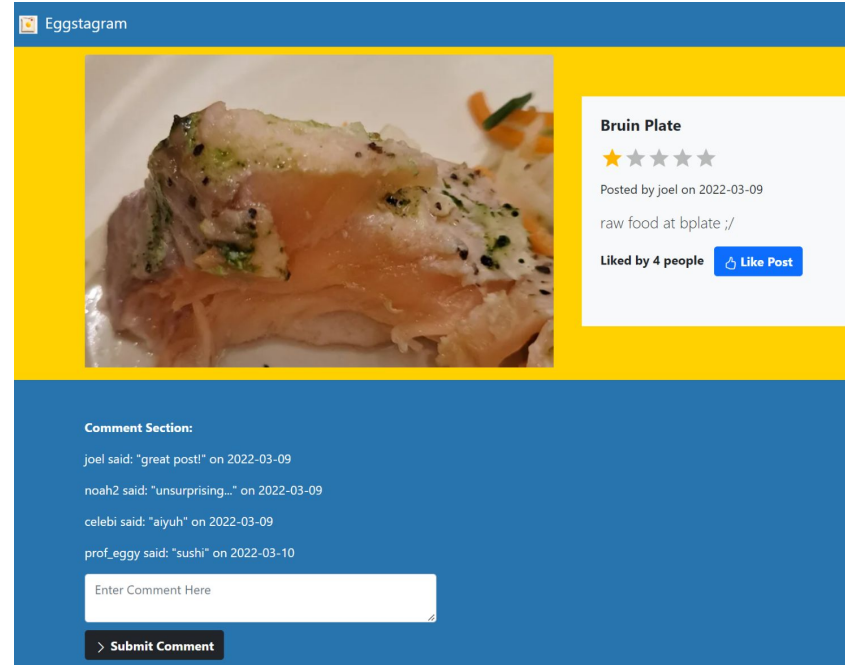 Eggstagram
Bruin Plate
Posted by joel on 2022-03-09
raw food at bplate ;/
Liked by 4 people
Like Post
Comment Section:
joel said: "great post!" on 2022-03-09
noah2 said: "unsurprising..." on 2022-03-09
celebi said: "aiyuh" on 2022-03-09
prof_eggy said: "sushi" on 2022-03-10
Enter Comment Here
Submit Comment